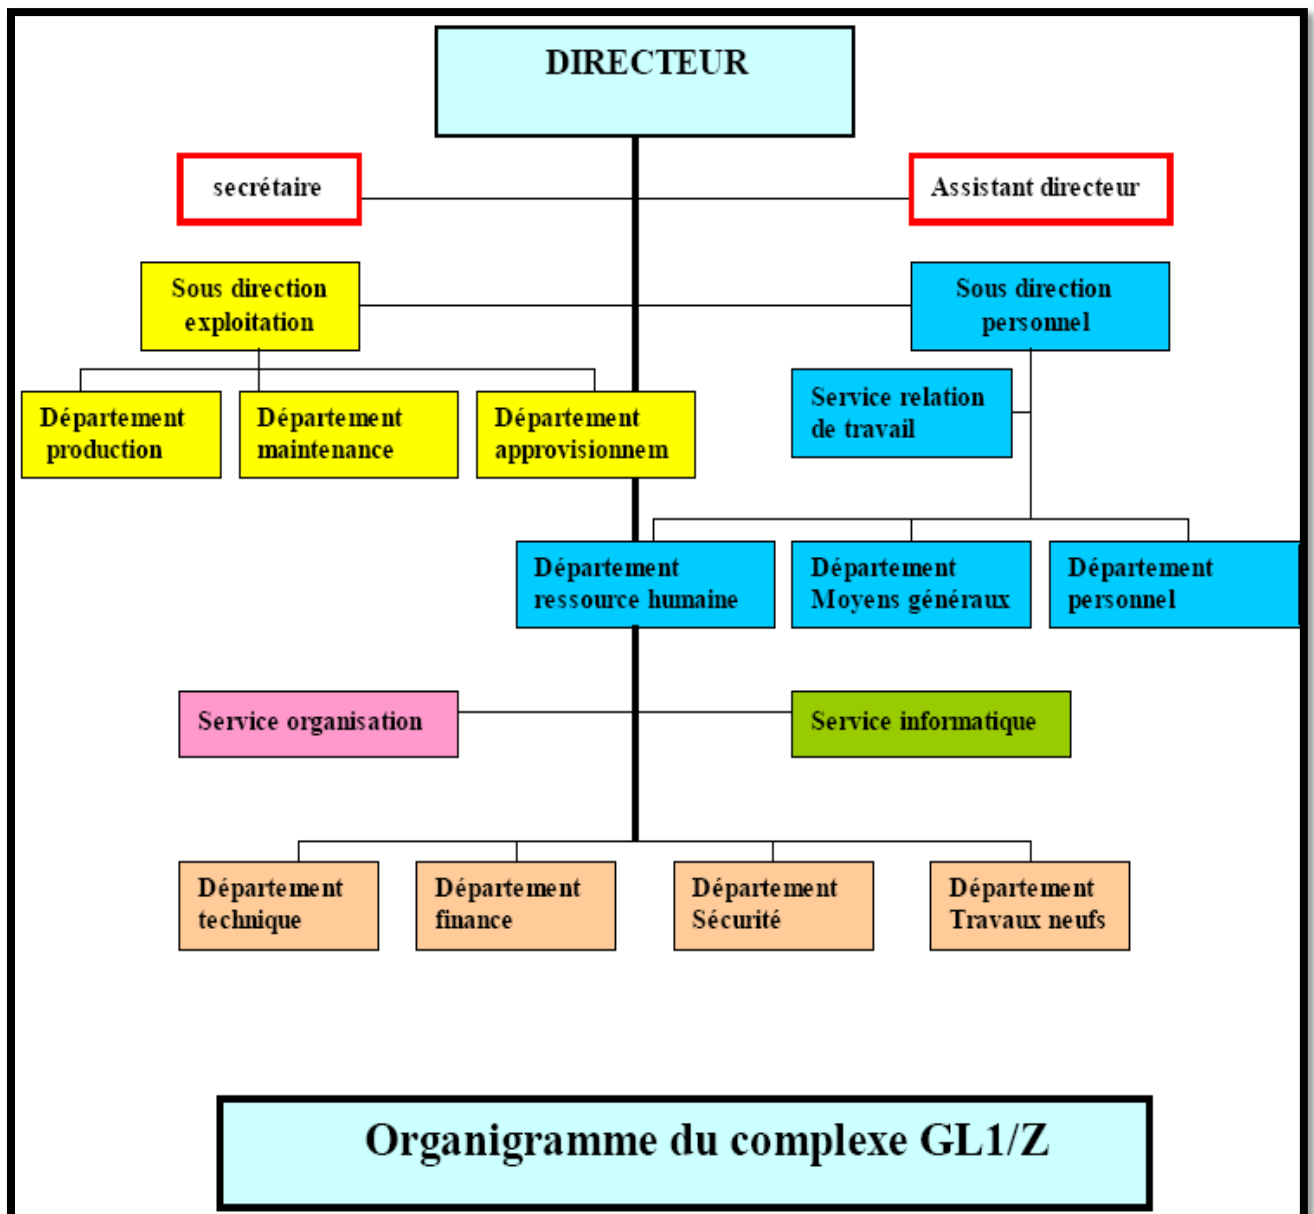 DIRECTEUR
secrétaire
Assistant directeur
Sous direction
exploitation
Sous direction
personnel
Département
production
Département
maintenance
Département
approvisionnem
Service relation
de travail
Département
ressource humaine
Département
Moyens généraux
Département
personnel
Service organisation
Service informatique
Département
technique
Département
finance
Département
Sécurité
Département
Travaux neufs
Organigramme du complexe GL1/Z